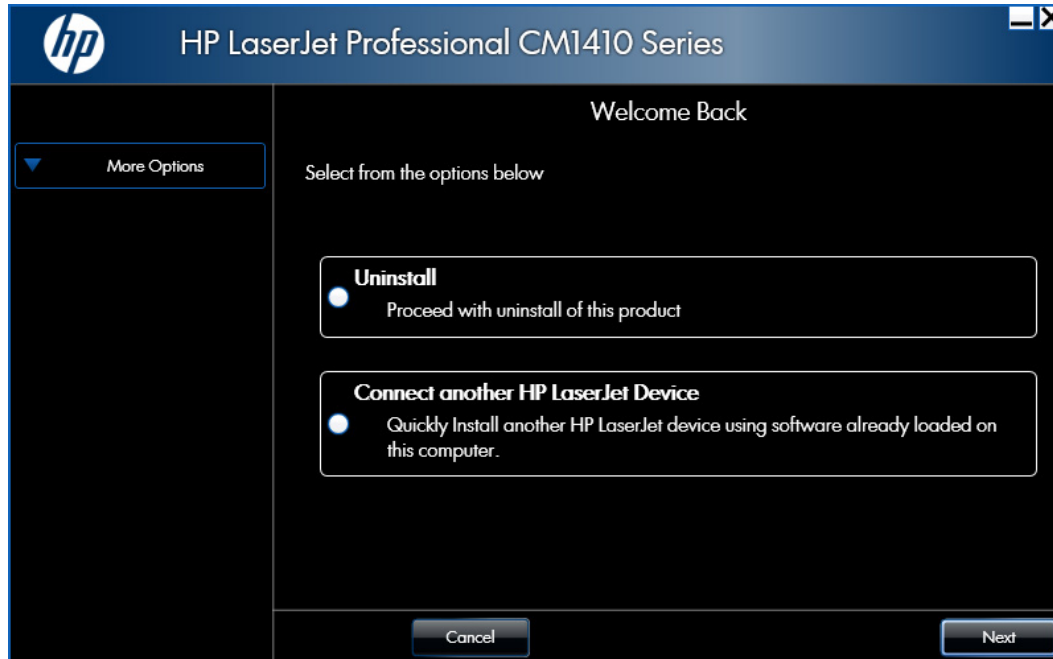 hp
HP LaserJet Professional CM1410 Series
Welcome Back
More Options
Select from the options below
Uninstall
Proceed with uninstall of this product
Connect another HP LaserJet Device
Quickly Install another HP LaserJet device using software already loaded on
this computer.
Cancel
Next